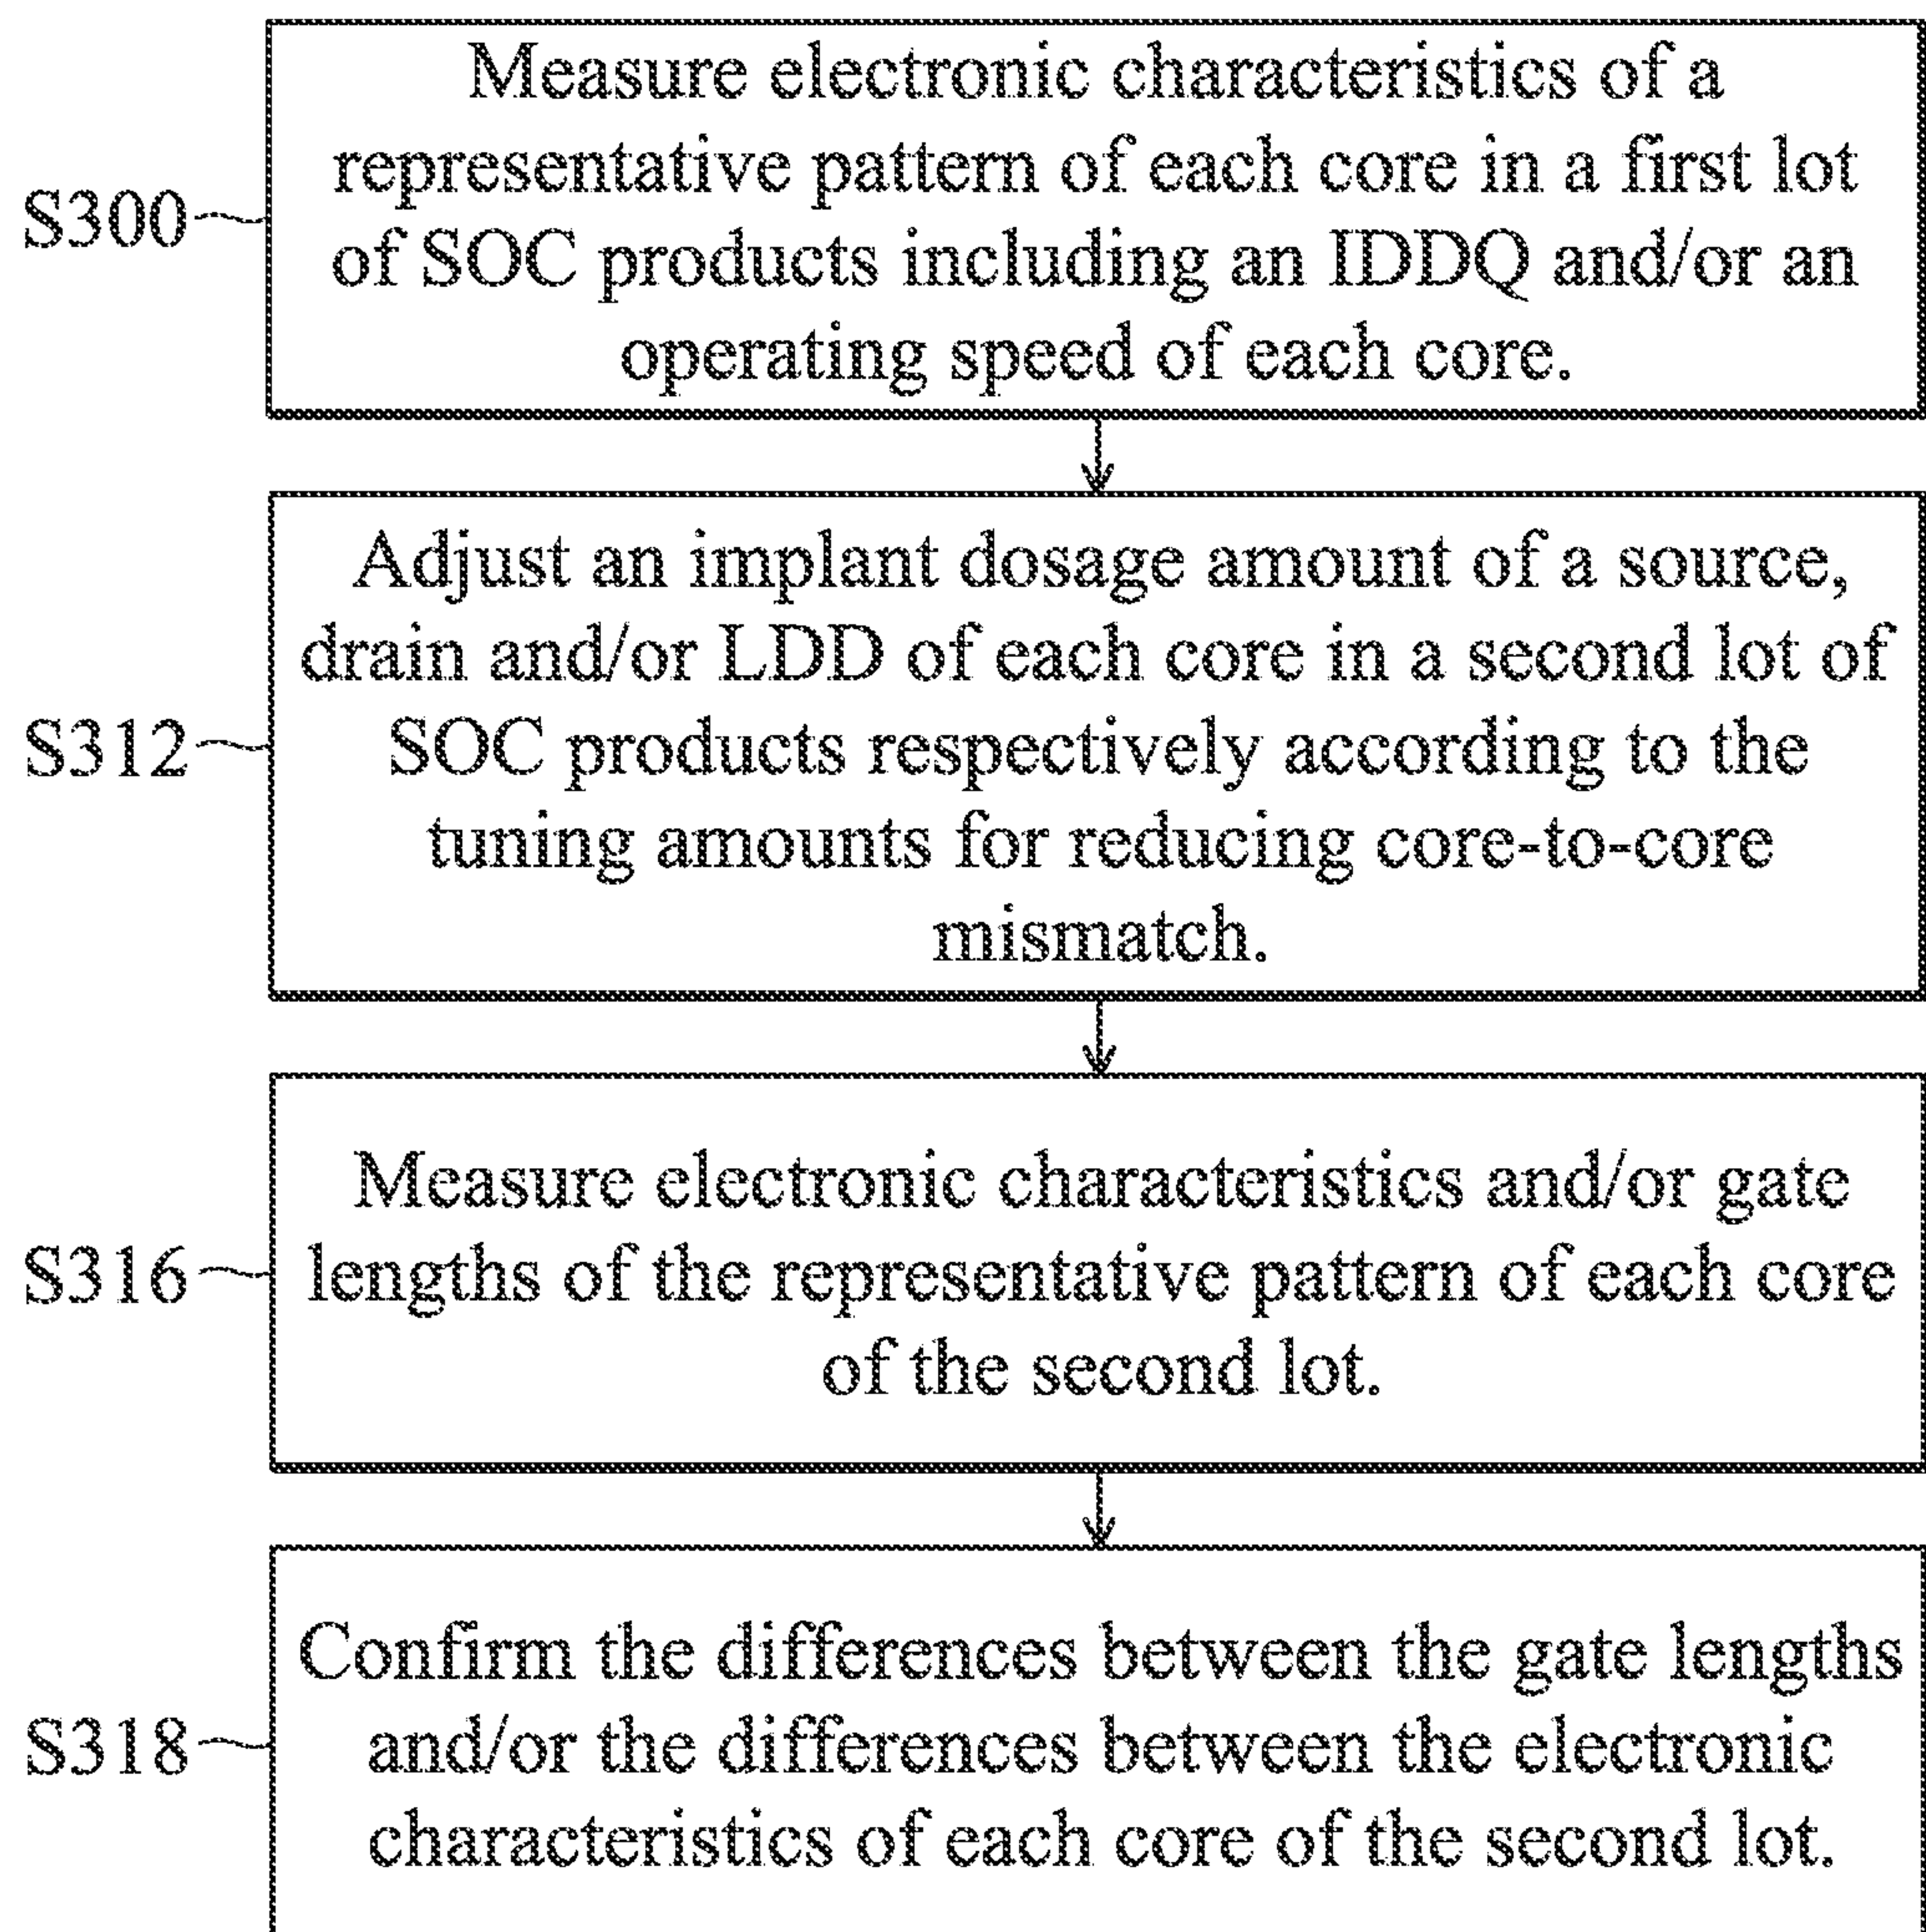 Measure electronic characteristics of a
representative pattern of each core in a first lot
S300
of SOC products including an IDDQ and/or an
operating speed of each core.
Adjust an implant dosage amount of a source,
drain and/or LDD of each core in a second lot of
S312
SOC products respectively according to the
tuning amounts for reducing core-to-core
mismatch.
Measure electronic characteristics and/or gate
S316
lengths of the representative pattern of each core
of the second lot.
Confirm the differences between the gate lengths
S318
and/or the differences between the electronic
characteristics of each core of the second lot.